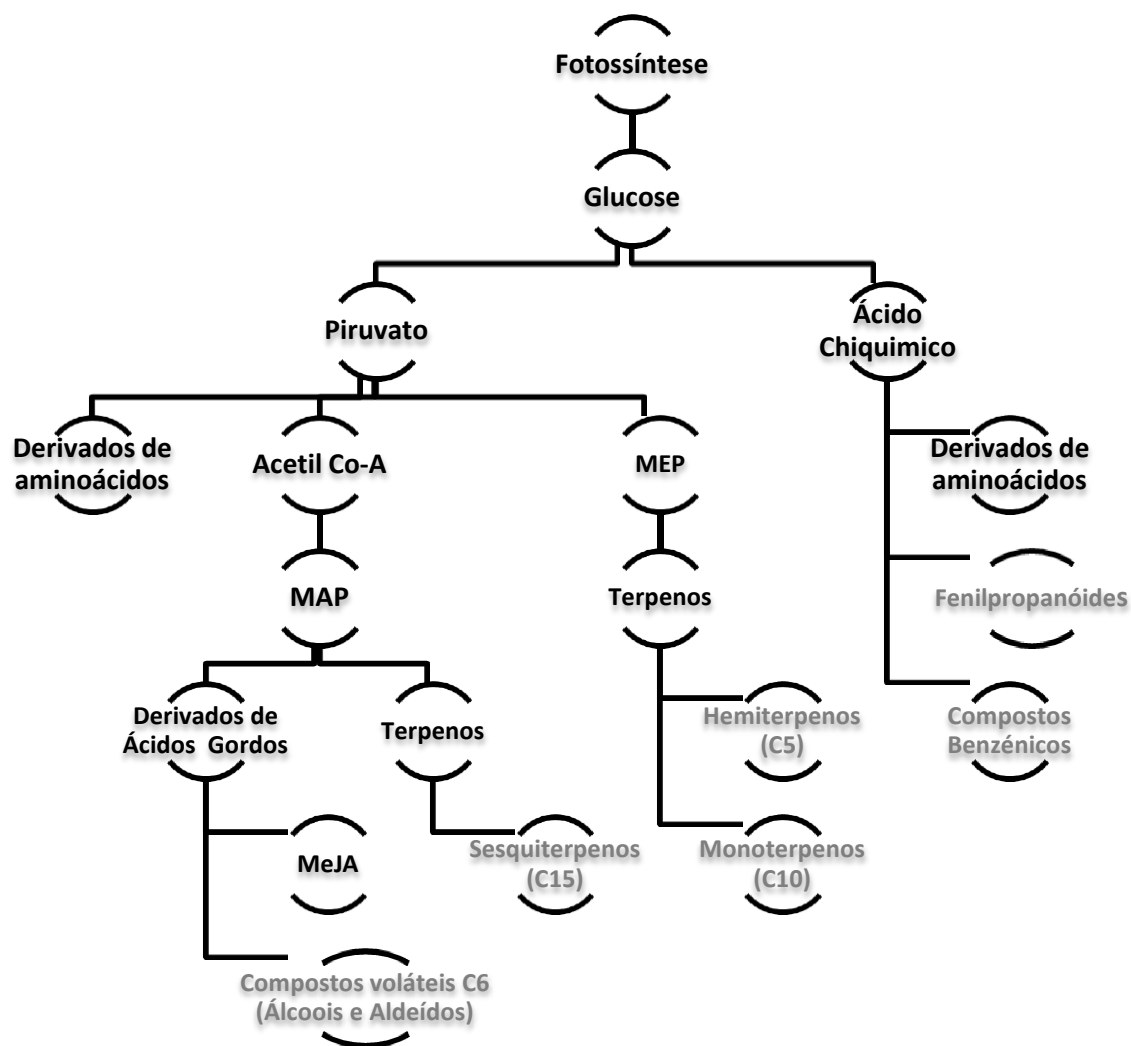 Fotossíntese
Glucose
Piruvato
Ácido
Chiquimico
Derivados de
aminoácidos
Acetil Co-A
MEP
Derivados de
aminoácidos
MAP
Terpenos
Fenilpropanóides
Derivados de
Ácidos Gordos
Terpenos
Hemiterpenos
(C5)
Compostos
Benzénicos
MeJA
Sesquiterpenos
(C15)
Monoterpenos
(C10)
Compostos voláteis C6
(Álcoois e Aldeídos)